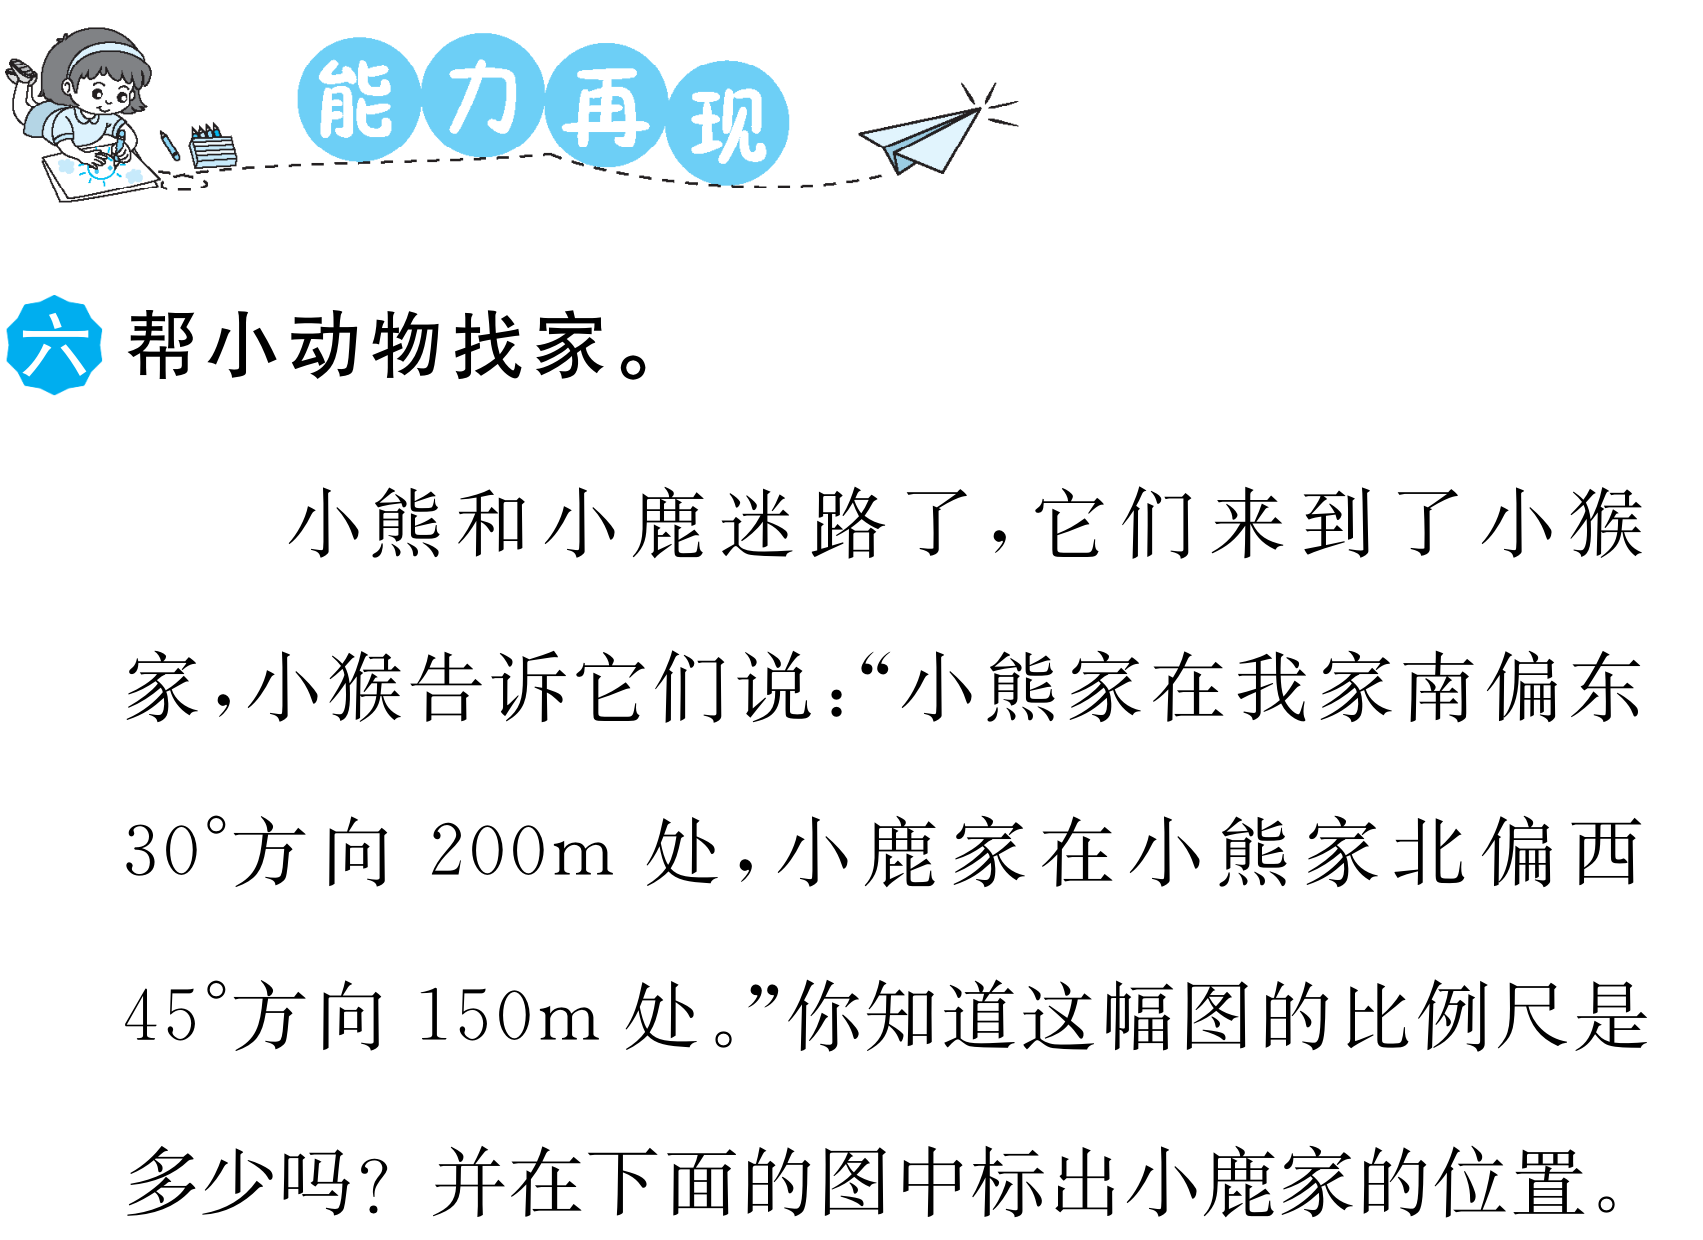 能力再现
六 帮小动物找家。
小熊和小鹿迷路了,它们来到了小猴
家,小猴告诉它们说:“小熊家在我家南偏东
30°方向 200m 处,小鹿家在小熊家北偏西
45°方向 150m 处。”你知道这幅图的比例尺是
多少吗? 并在下面的图中标出小鹿家的位置。